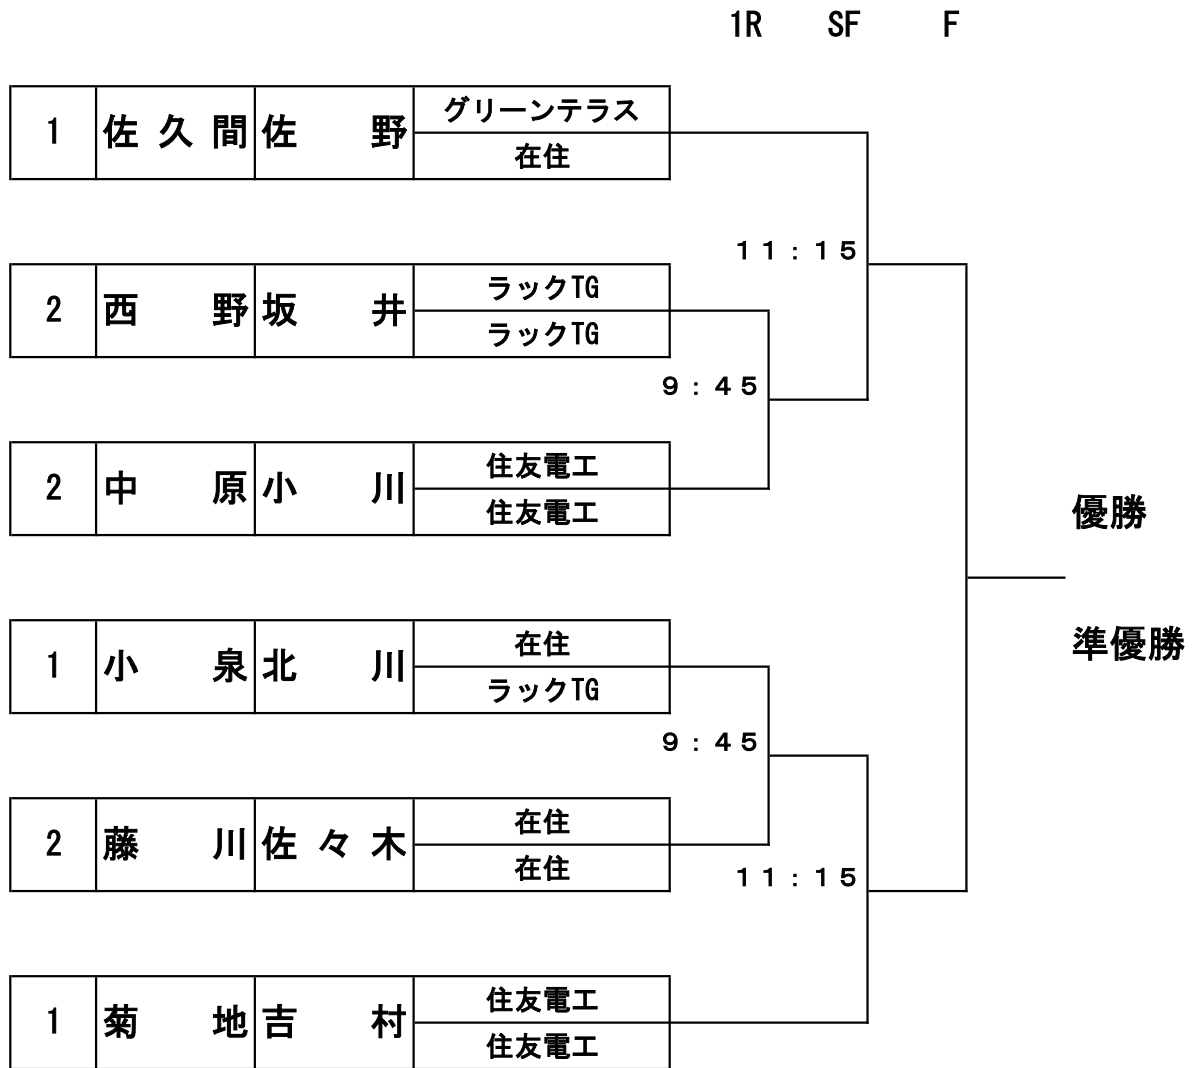 1R SF F
グリーンテラス
1 佐久間 佐野
在住
11:15
ラックTG
2 西野 坂井
ラックTG
9:45
住友電工
2 中原 小川
住友電工
優勝
準優勝
在住
1 小泉 北川
ラックTG
9:45
在住
2 藤川 佐々木
在住
11:15
住友電工
1 菊地 吉村
住友電工